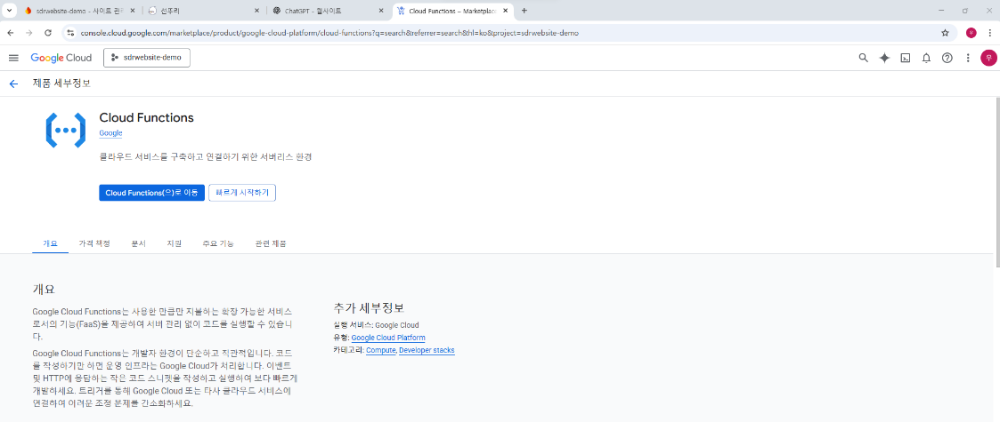 sdrwebsite-demo - 사이트 관리
선뚜리
ChatGPT - 웹사이트
Cloud Functions – Marketplace
console.cloud.google.com/marketplace/product/google-cloud-platform/cloud-functions?q=search&referrer=search&hl=ko&project=sdrwebsite-demo
우
Google Cloud
sdrwebsite-demo
우
제품 세부정보
Cloud Functions
Google
클라우드 서비스를 구축하고 연결하기 위한 서버리스 환경
Cloud Functions(으)로 이동
빠르게 시작하기
개요 가격 책정 문서 지원 주요 기능 관련 제품
개요
Google Cloud Functions는 사용한 만큼만 지불하는 확장 가능한 서비스
로서의 기능(FaaS)을 제공하여 서버 관리 없이 코드를 실행할 수 있습니
다.
Google Cloud Functions는 개발자 환경이 단순하고 직관적입니다. 코드
를 작성하기만 하면 운영 인프라는 Google Cloud가 처리합니다. 이벤트
및 HTTP에 응답하는 작은 코드 스니펫을 작성하고 실행하여 보다 빠르게
개발하세요. 트리거를 통해 Google Cloud 또는 타사 클라우드 서비스에
연결하여 어려운 조정 문제를 간소화하세요.
추가 세부정보
실행 서비스: Google Cloud
유형: Google Cloud Platform
카테고리: Compute, Developer stacks